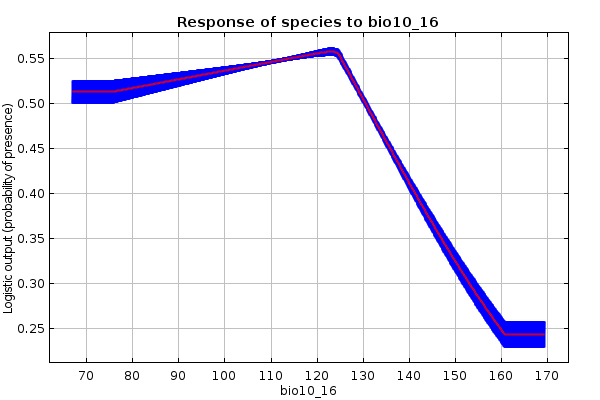 Response of species to bio10_16
Logistic output (probability of presence)
0.55
0.50
0.45
0.40
0.35
0.30
0.25
70 80 90 100 110 120 130 140 150 160 170
bio10_16